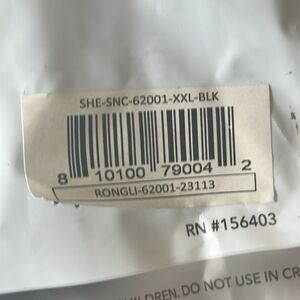 SHE-SNC-62001-XXL-BLK
8 10100 79004 2
RONGLI-62001-23113
RN #156403
CHILDREN. DO NOT USE IN CR